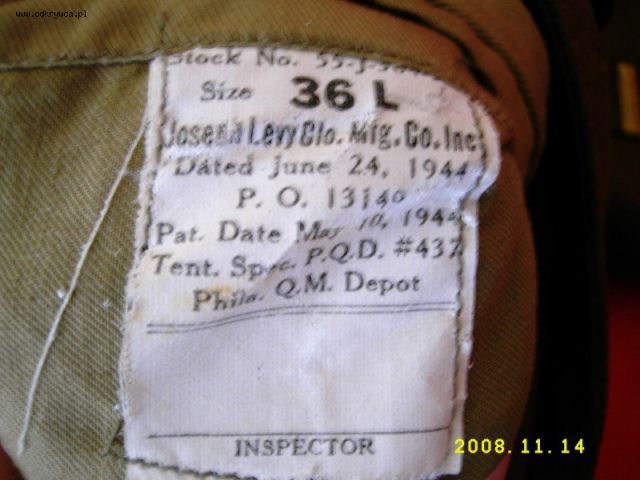 www.odkrywca.pl
Stock No. 55-J-
Size 36 L
Joseph Levy Clo. Mfg. Co. Inc.
Dated June 24, 1944
P. O. 13140
Pat. Date Mar 10, 1944
Tent. Spec. P.Q.D. #437
Phila. Q.M. Depot
INSPECTOR
2008.11.14